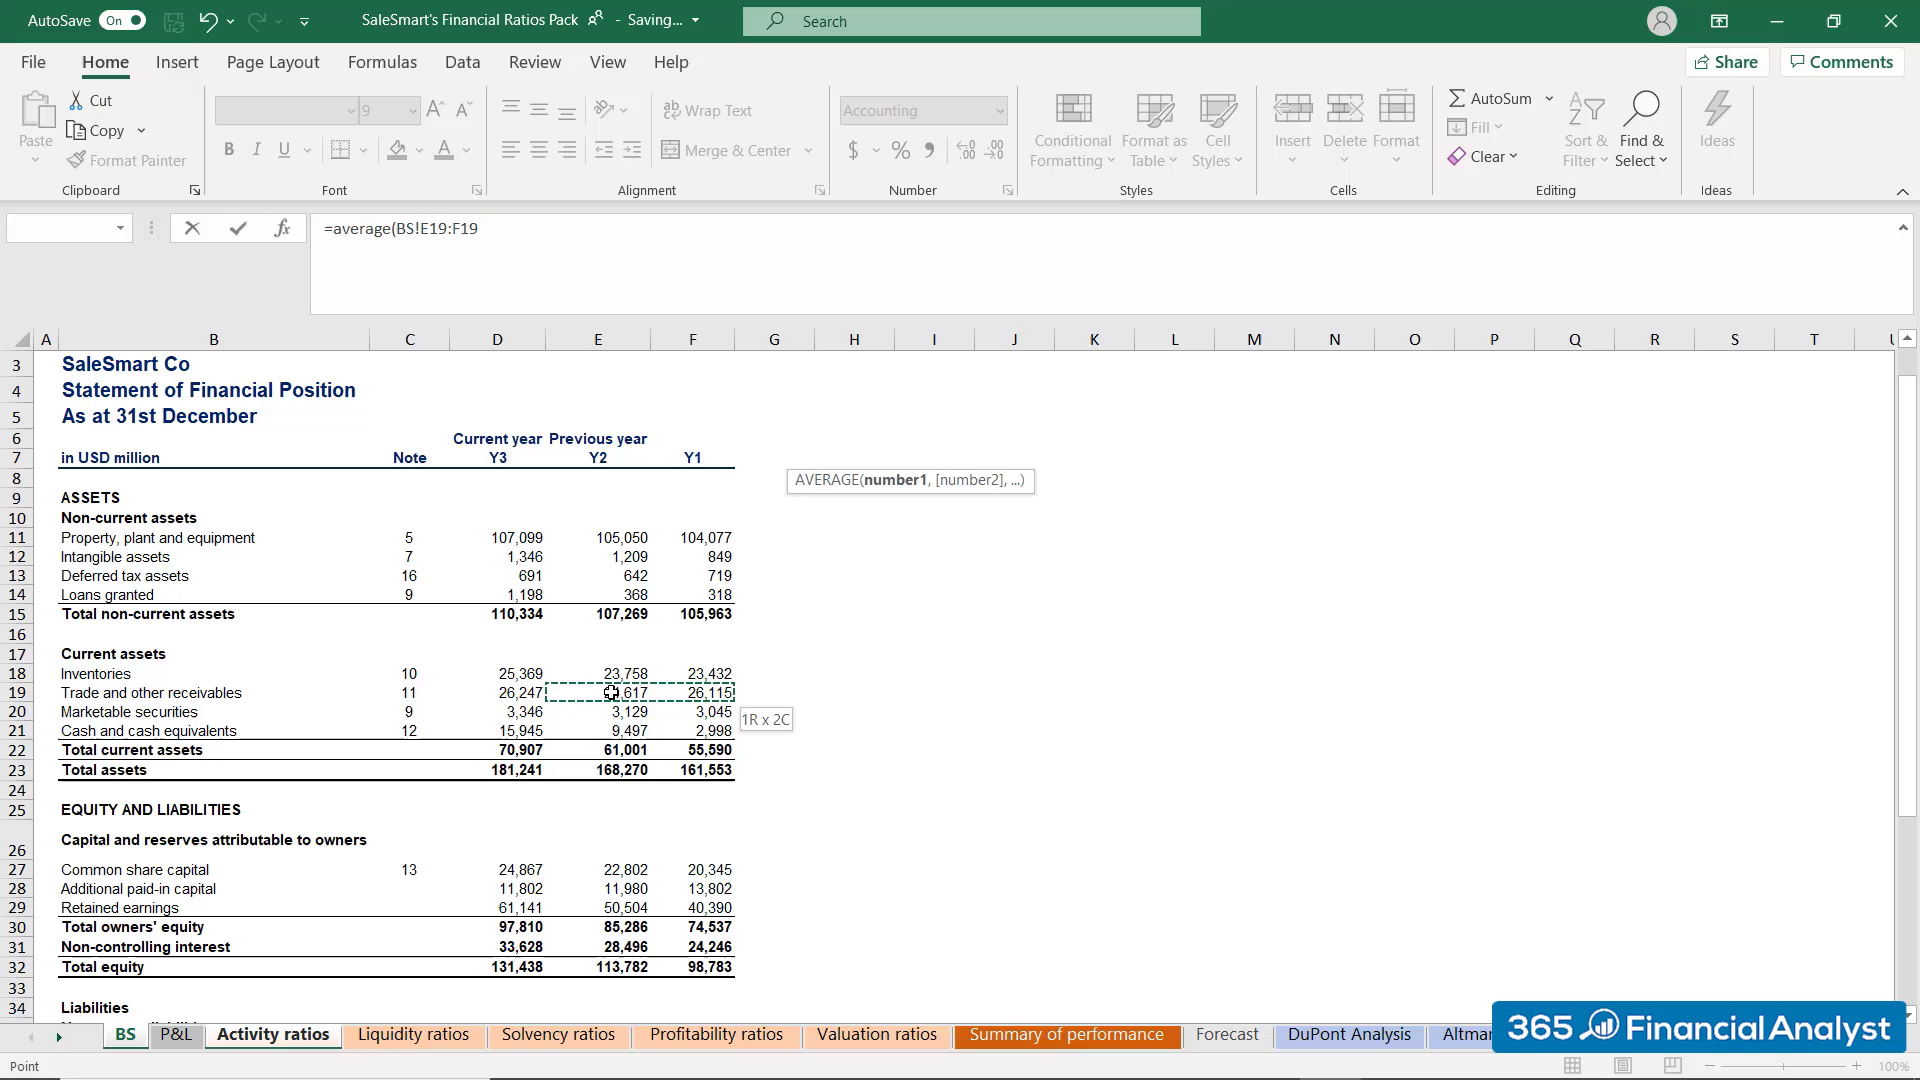 AutoSave On SaleSmart's Financial Ratios Pack - Saving... Search
File Home Insert Page Layout Formulas Data Review View Help Share Comments
Paste Cut Copy Format Painter
Clipboard
9
B I U A
Font
Wrap Text
Merge & Center
Alignment
Accounting
$ % 9
Number
Conditional Formatting Format as Table Cell Styles
Styles
Insert Delete Format
Cells
AutoSum
Fill
Clear
Sort & Filter Find & Select
Editing
Ideas
Ideas
fx =average(BS!E19:F19
A B C D E F G H I J K L M N O P Q R S T
3 SaleSmart Co
4 Statement of Financial Position
5 As at 31st December
6 Current year Previous year
7 in USD million Note Y3 Y2 Y1
8 AVERAGE(number1, [number2], ...)
9 ASSETS
10 Non-current assets
11 Property, plant and equipment 5 107,099 105,050 104,077
12 Intangible assets 7 1,346 1,209 849
13 Deferred tax assets 16 691 642 719
14 Loans granted 9 1,198 368 318
15 Total non-current assets 110,334 107,269 105,963
16
17 Current assets
18 Inventories 10 25,369 23,758 23,432
19 Trade and other receivables 11 26,247 ,617 26,115
20 Marketable securities 9 3,346 3,129 3,045 1R x 2C
21 Cash and cash equivalents 12 15,945 9,497 2,998
22 Total current assets 70,907 61,001 55,590
23 Total assets 181,241 168,270 161,553
24
25 EQUITY AND LIABILITIES
26 Capital and reserves attributable to owners
27 Common share capital 13 24,867 22,802 20,345
28 Additional paid-in capital 11,802 11,980 13,802
29 Retained earnings 61,141 50,504 40,390
30 Total owners' equity 97,810 85,286 74,537
31 Non-controlling interest 33,628 28,496 24,246
32 Total equity 131,438 113,782 98,783
33
34 Liabilities
BS P&L Activity ratios Liquidity ratios Solvency ratios Profitability ratios Valuation ratios Summary of performance Forecast DuPont Analysis Altman
365 Financial Analyst
Point 100%